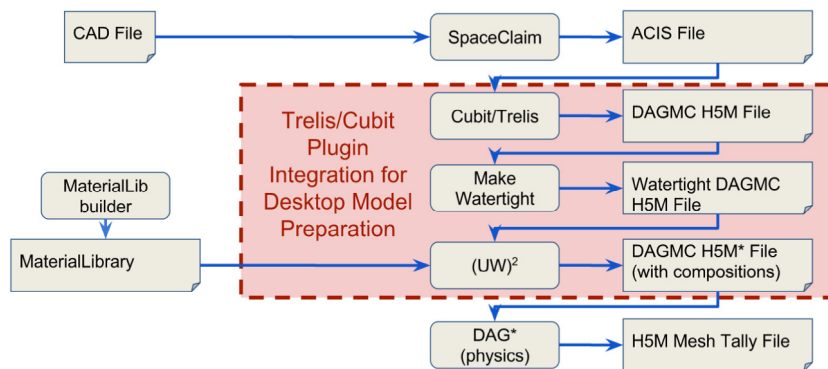 CAD File
SpaceClaim
ACIS File
Trelis/Cubit
Plugin
Integration for
Desktop Model
Preparation
Cubit/Trelis
DAGMC H5M File
Make
Watertight
Watertight DAGMC
H5M File
MaterialLib
builder
MaterialLibrary
(UW)²
DAGMC H5M* File
(with compositions)
DAG*
(physics)
H5M Mesh Tally File